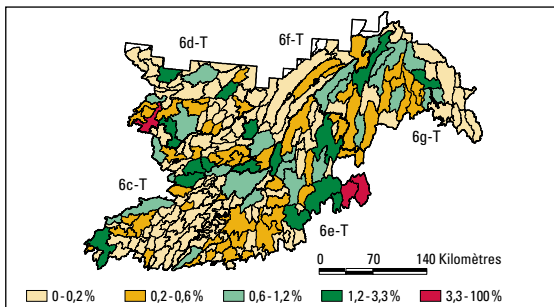 6d-T
6f-T
6g-T
6c-T
6e-T
0 70 140 Kilomètres
0 - 0,2 % 0,2 - 0,6 % 0,6 - 1,2 % 1,2 - 3,3 % 3,3 - 100 %